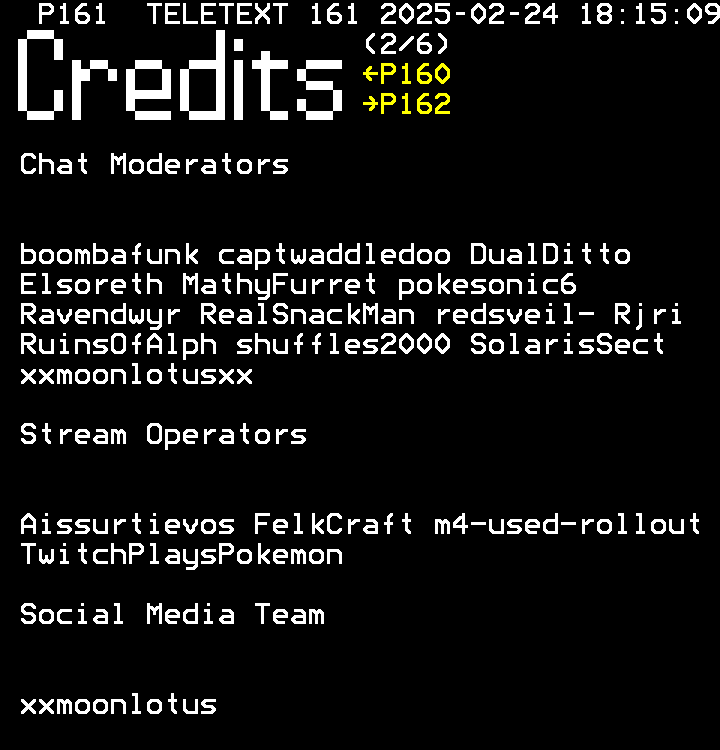 P161 TELETEXT 161 2025-02-24 18:15:09
Credits
(2/6)
←P160
→P162
Chat Moderators
boombafunk captwaddledoo DualDitto
Elsoreth MathyFurret pokesonic6
Ravendwyr RealSnackMan redsveil- Rjri
RuinsOfAlph shuffles2000 SolarisSect
xxmoonlotusxx
Stream Operators
Aissurtievos FelkCraft m4-used-rollout
TwitchPlaysPokemon
Social Media Team
xxmoonlotus